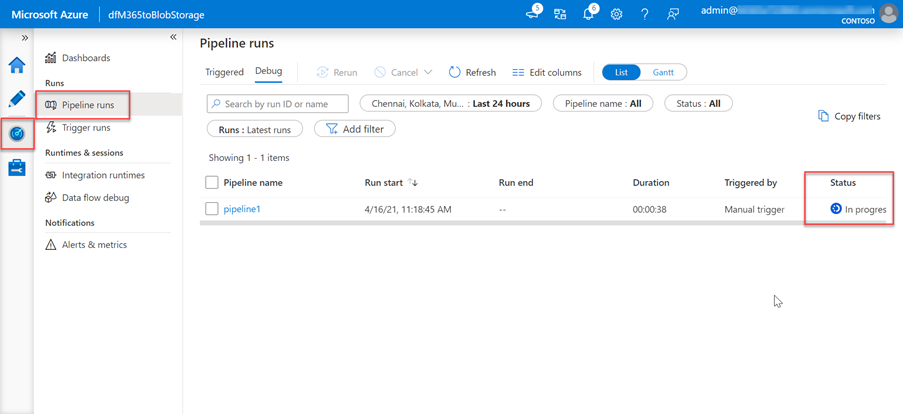 Microsoft Azure | dfM365toBlobStorage
5
6
admin@
CONTOSO
»
«
Dashboards
Runs
Pipeline runs
Trigger runs
Runtimes & sessions
Integration runtimes
Data flow debug
Notifications
Alerts & metrics
Pipeline runs
Triggered Debug Rerun Cancel Refresh Edit columns List Gantt
Search by run ID or name Chennai, Kolkata, Mu... : Last 24 hours Pipeline name : All Status : All
Copy filters
Runs : Latest runs Add filter
Showing 1 - 1 items
Pipeline name Run start Run end Duration Triggered by Status
pipeline1 4/16/21, 11:18:45 AM -- 00:00:38 Manual trigger In progres